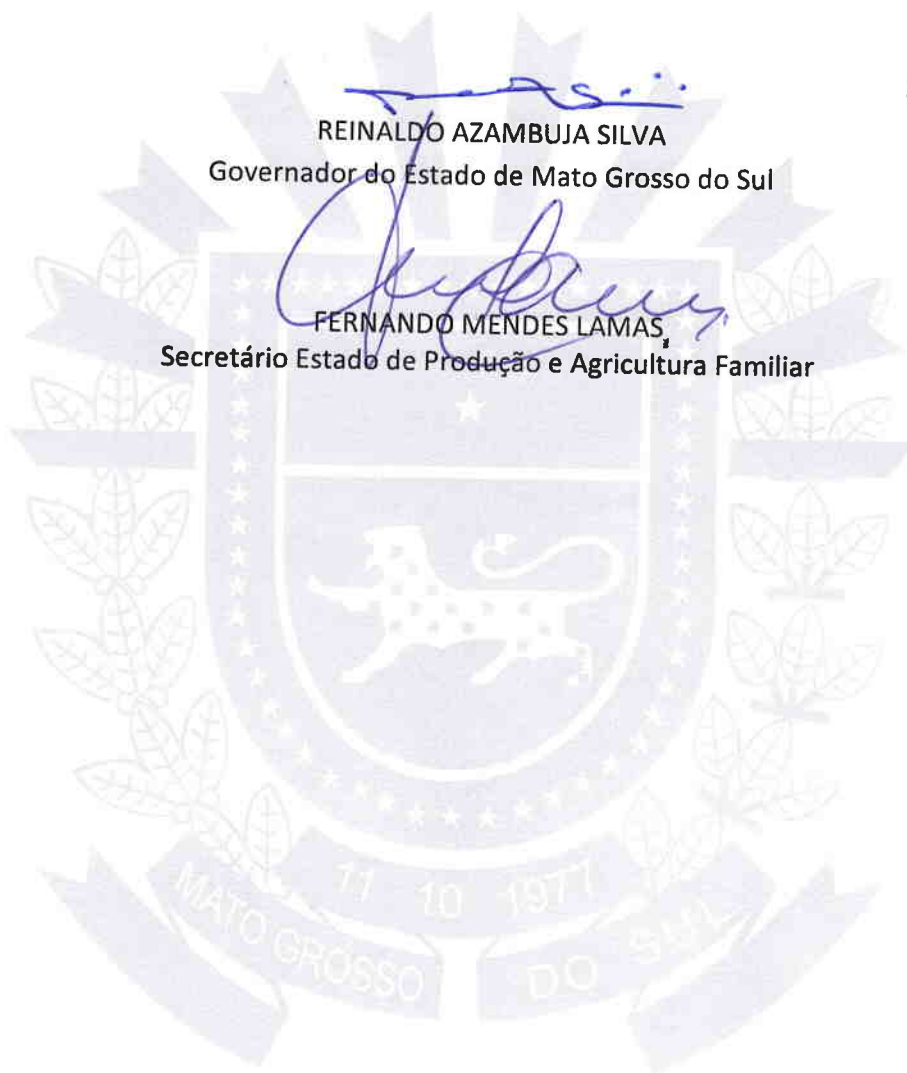 REINALDO AZAMBUJA SILVA
Governador do Estado de Mato Grosso do Sul
FERNANDO MENDES LAMAS
Secretário Estado de Produção e Agricultura Familiar
11 10 1977
MATO GROSSO DO SUL